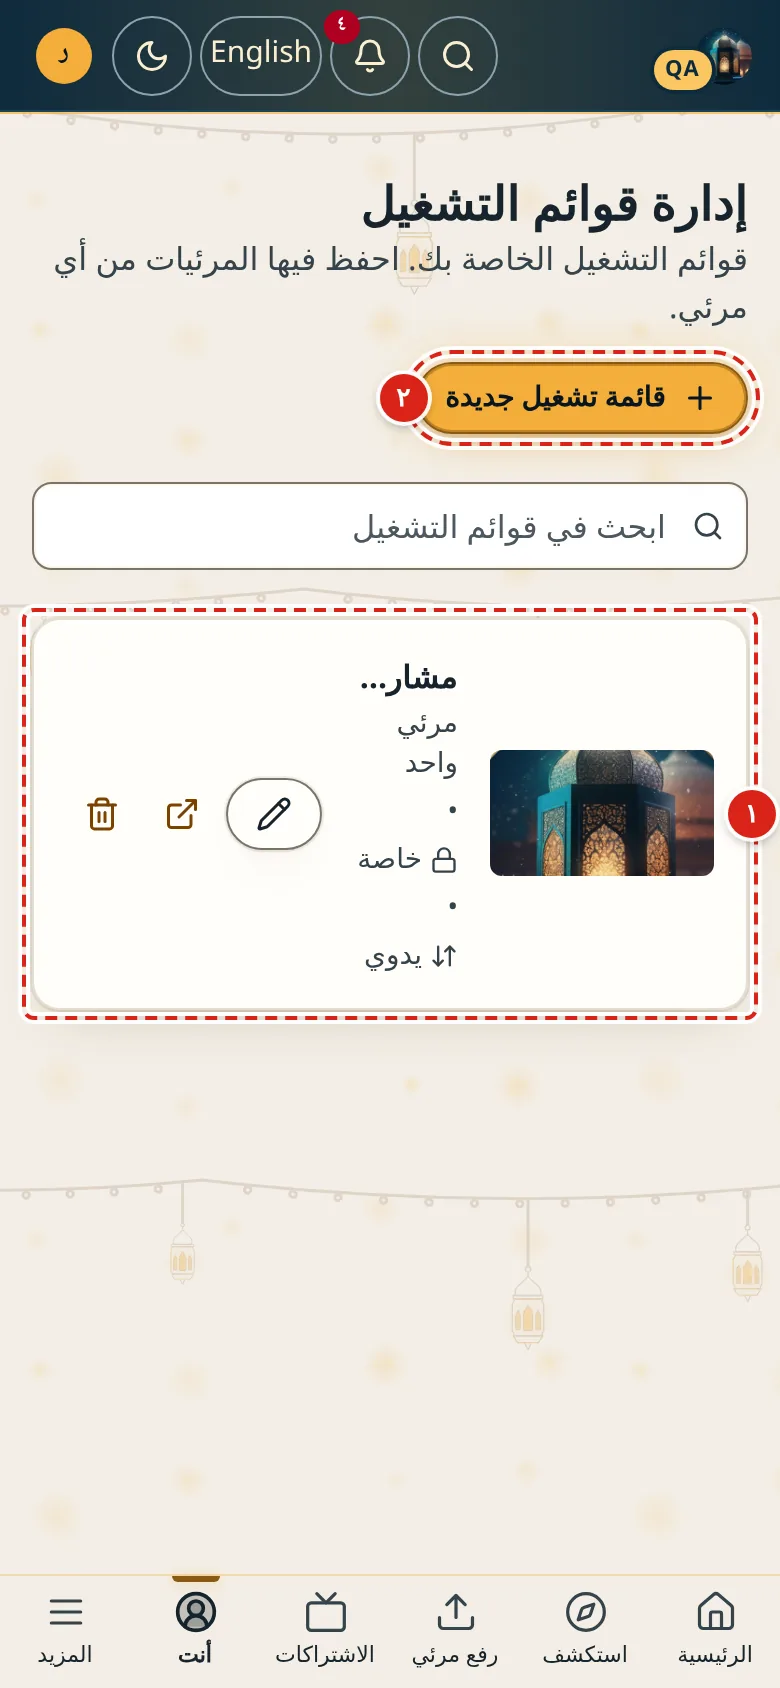 QA
٤
English
ر
إدارة قوائم التشغيل
قوائم التشغيل الخاصة بك. احفظ فيها المرئيات من أي
مرئي.
قائمة تشغيل جديدة
٢
ابحث في قوائم التشغيل
١
مشار...
مرئي
واحد
•
خاصة
•
يدوي
الرئيسية
استكشف
رفع مرئي
الاشتراكات
أنت
المزيد